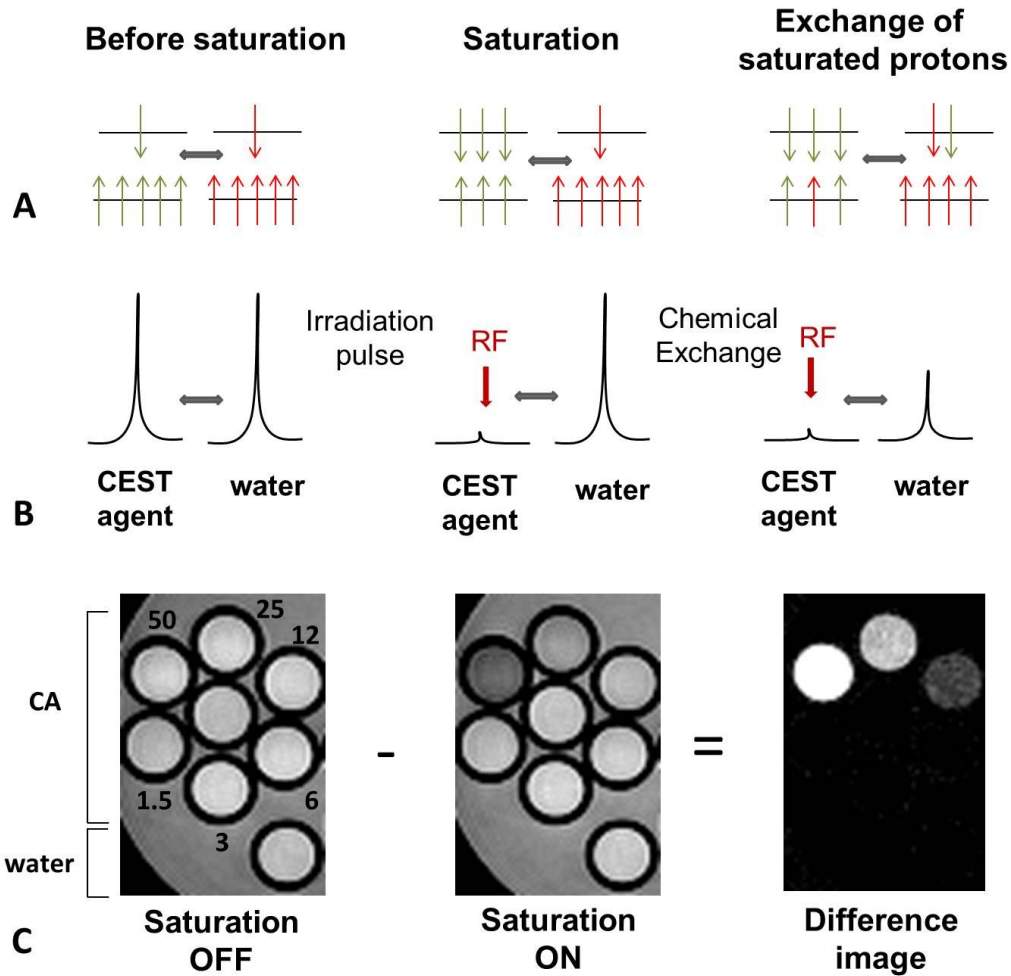 Before saturation
Saturation
Exchange of
saturated protons
A
Irradiation
pulse
RF
Chemical
Exchange
RF
CEST
agent
water
CEST
agent
water
CEST
agent
water
B
50
25
12
CA
-
=
1.5
6
3
water
Saturation
OFF
Saturation
ON
Difference
image
C